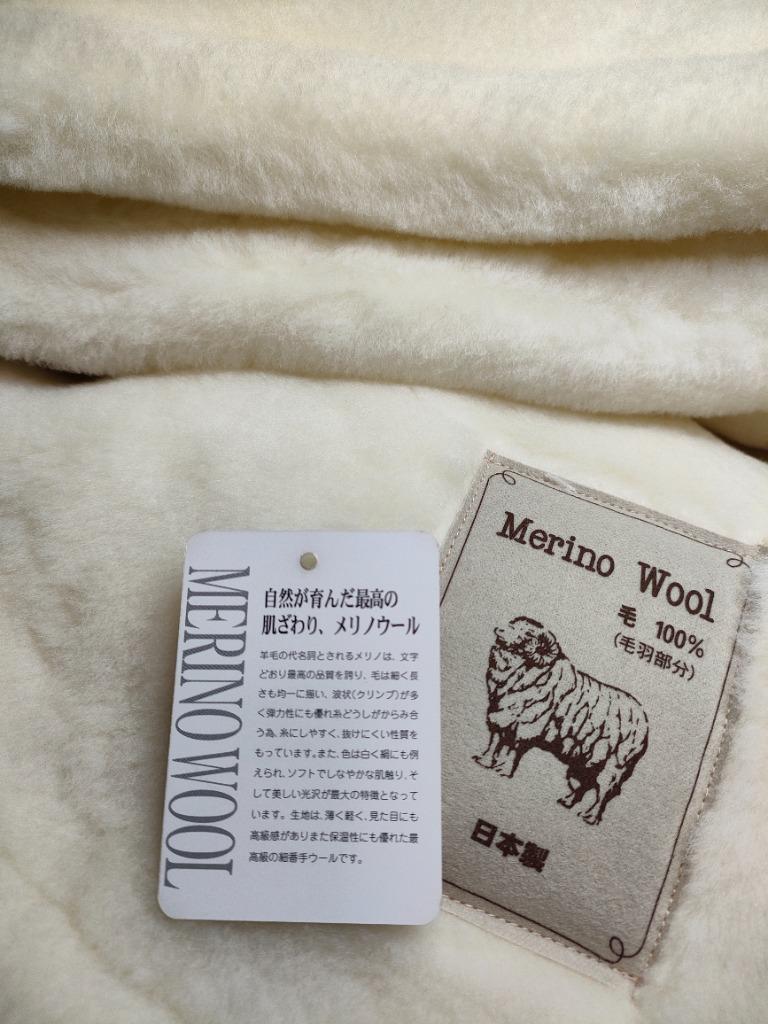 MERINO WOOL
自然が育んだ最高の
肌ざわり、メリノウール
羊毛の代名詞とされるメリノは、文字
どおり最高の品質を誇り、毛は細く長
さも均一に揃い、波状(クリンプ)が多
く弾力性にも優れ糸どうしがからみ合
う為、糸にしやすく、抜けにくい性質を
もっています。また、色は白く絹にも例
えられ、ソフトでしなやかな肌触り、そ
して美しい光沢が最大の特徴となって
います。生地は、薄く軽く、見た目にも
高級感がありまた保温性にも優れた最
高級の細番手ウールです。
Merino Wool
毛 100%
(毛羽部分)
日本製